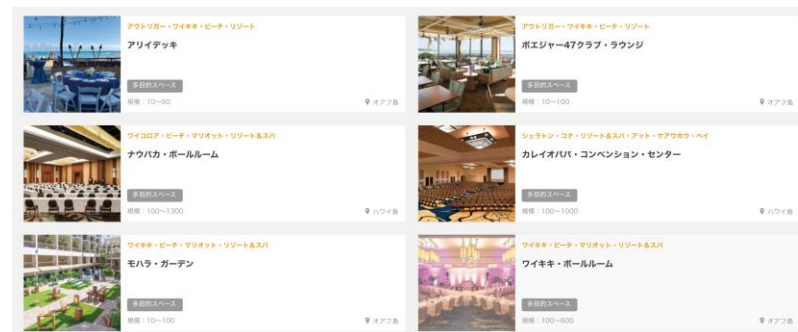 アウトリガー・ワイキキ・ビーチ・リゾート
アリイデッキ
多目的スペース
規模：10〜90
オアフ島
アウトリガー・ワイキキ・ビーチ・リゾート
ボエジャー47クラブ・ラウンジ
多目的スペース
規模：10〜100
オアフ島
ワイコロア・ビーチ・マリオット・リゾート&スパ
ナウパカ・ボールルーム
多目的スペース
規模：100〜1300
ハワイ島
シェラトン・コナ・リゾート&スパ・アット・ケアウホウ・ベイ
カレイオパパ・コンベンション・センター
多目的スペース
規模：100〜1000
ハワイ島
ワイキキ・ビーチ・マリオット・リゾート&スパ
モハラ・ガーデン
多目的スペース
規模：10〜100
オアフ島
ワイキキ・ビーチ・マリオット・リゾート&スパ
ワイキキ・ボールルーム
多目的スペース
規模：100〜600
オアフ島